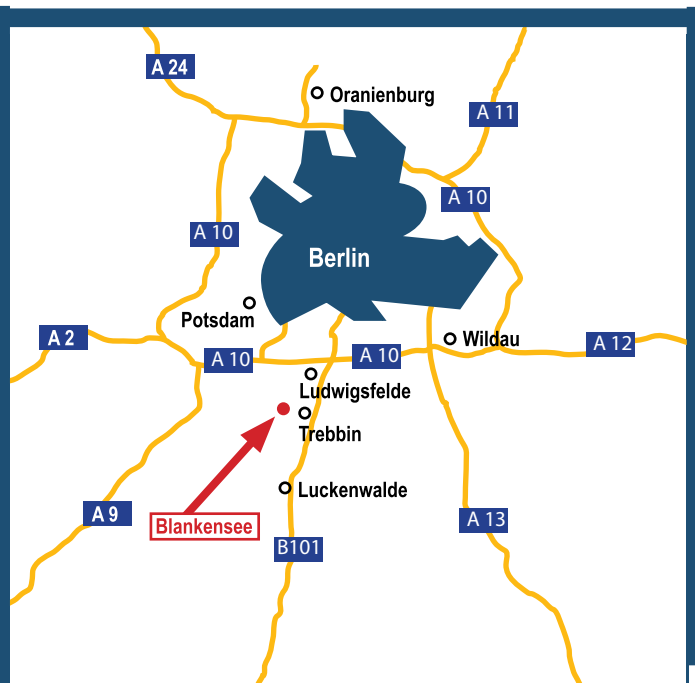 A 24
Oranienburg
A 11
A 10
A 10
Berlin
Potsdam
A 2
Wildau
A 12
A 10
A 10
Ludwigsfelde
Trebbin
Luckenwalde
A 9
Blankensee
A 13
B101